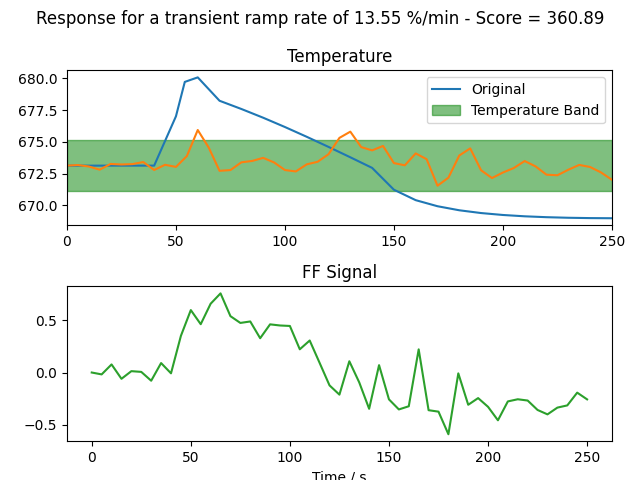 Response for a transient ramp rate of 13.55 %/min - Score = 360.89
Temperature
680.0
677.5
675.0
672.5
670.0
Original
Temperature Band
0 50 100 150 200 250
FF Signal
0.5
0.0
−0.5
0 50 100 150 200 250
Time / s